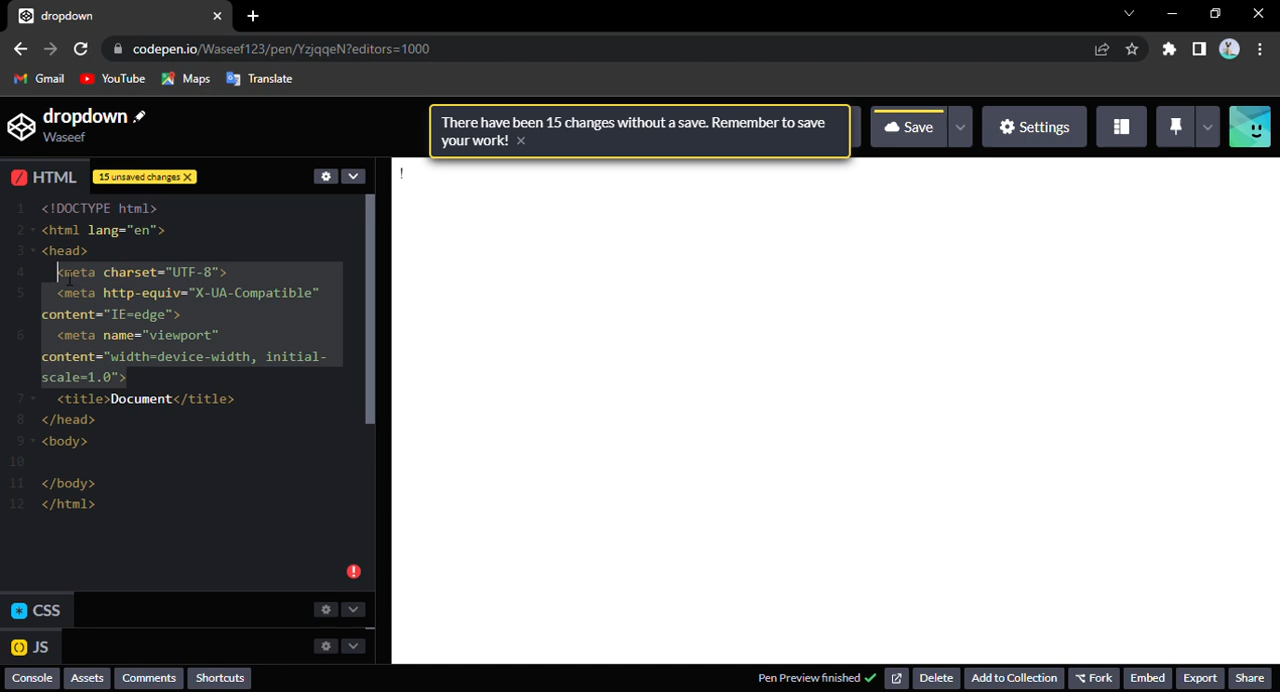 dropdown
codepen.io/Waseef123/pen/YzjqqeN?editors=1000
Gmail YouTube Maps Translate
dropdown
Waseef
There have been 15 changes without a save. Remember to save
your work! ×
Save
Settings
HTML
15 unsaved changes ×
1 <!DOCTYPE html>
2 <html lang="en">
3 <head>
4 <meta charset="UTF-8">
5 <meta http-equiv="X-UA-Compatible"
content="IE=edge">
6 <meta name="viewport"
content="width=device-width, initial-
scale=1.0">
7 <title>Document</title>
8 </head>
9 <body>
10
11 </body>
12 </html>
!
CSS
JS
Console Assets Comments Shortcuts Pen Preview finished Delete Add to Collection Fork Embed Export Share